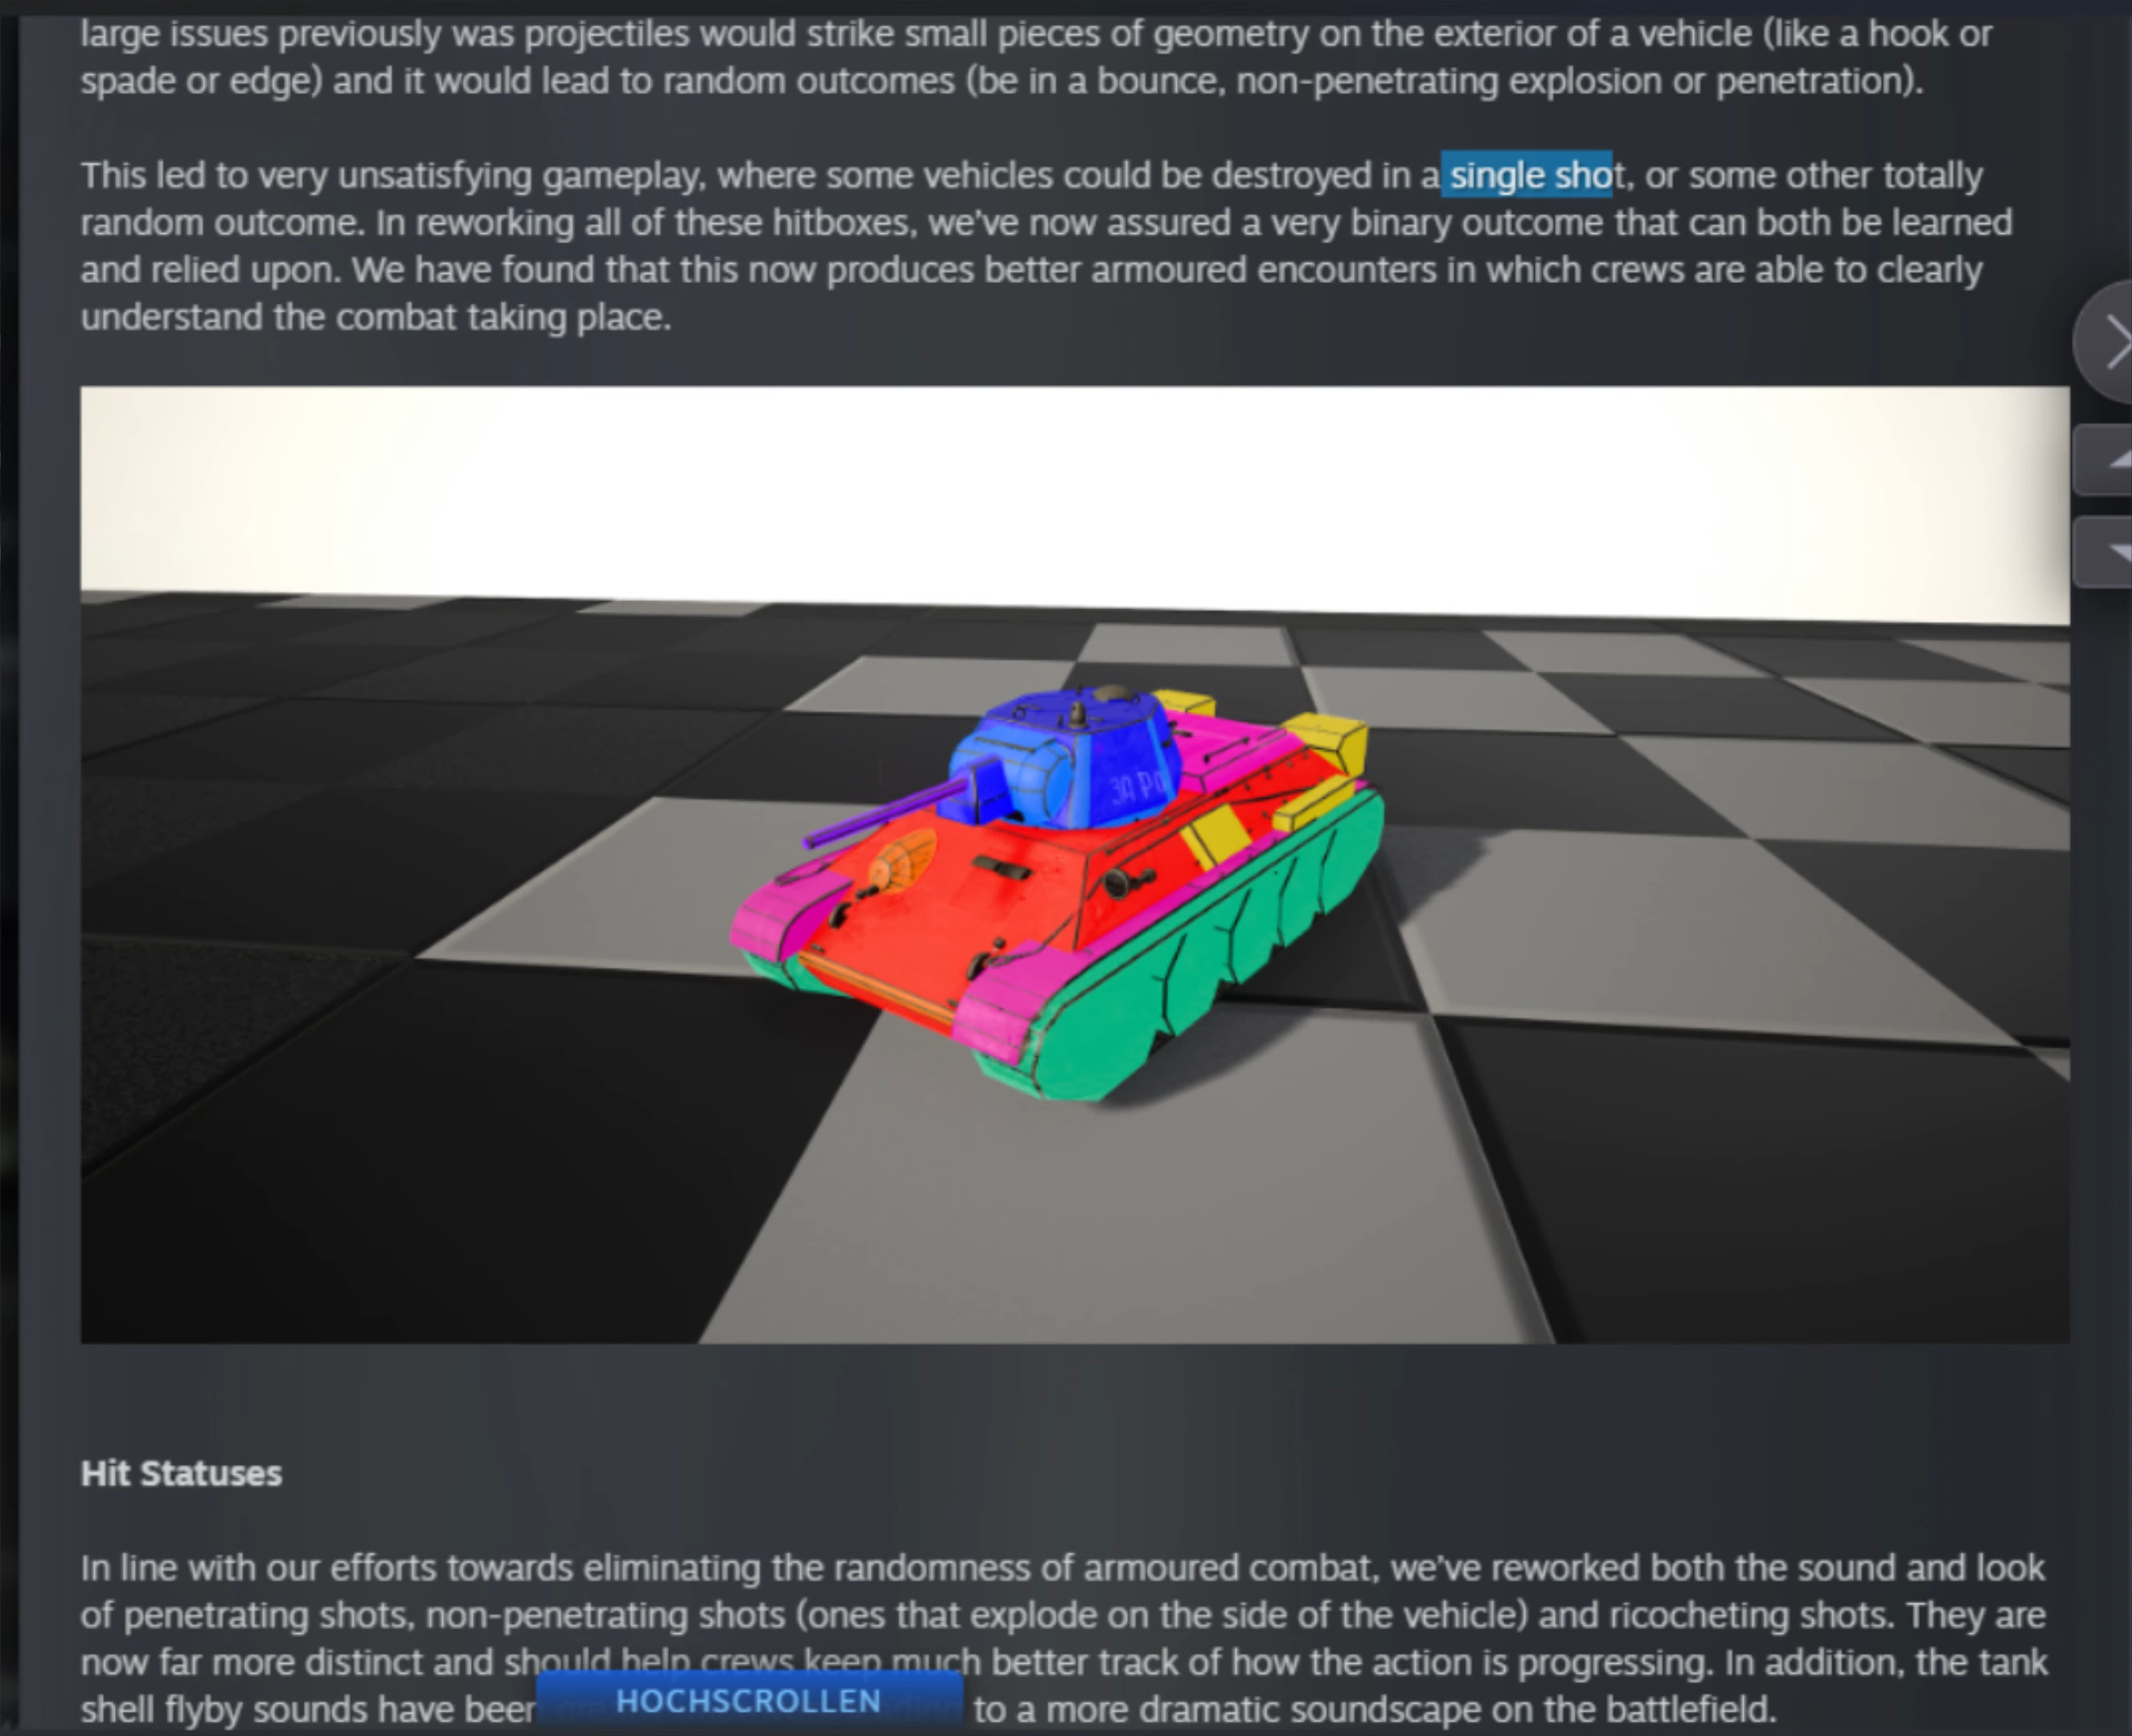 large issues previously was projectiles would strike small pieces of geometry on the exterior of a vehicle (like a hook or
spade or edge) and it would lead to random outcomes (be in a bounce, non-penetrating explosion or penetration).
This led to very unsatisfying gameplay, where some vehicles could be destroyed in a single shot, or some other totally
random outcome. In reworking all of these hitboxes, we've now assured a very binary outcome that can both be learned
and relied upon. We have found that this now produces better armoured encounters in which crews are able to clearly
understand the combat taking place.
Hit Statuses
In line with our efforts towards eliminating the randomness of armoured combat, we've reworked both the sound and look
of penetrating shots, non-penetrating shots (ones that explode on the side of the vehicle) and ricocheting shots. They are
now far more distinct and should help crews keep much better track of how the action is progressing. In addition, the tank
shell flyby sounds have been to a more dramatic soundscape on the battlefield.
HOCHSCROLLEN